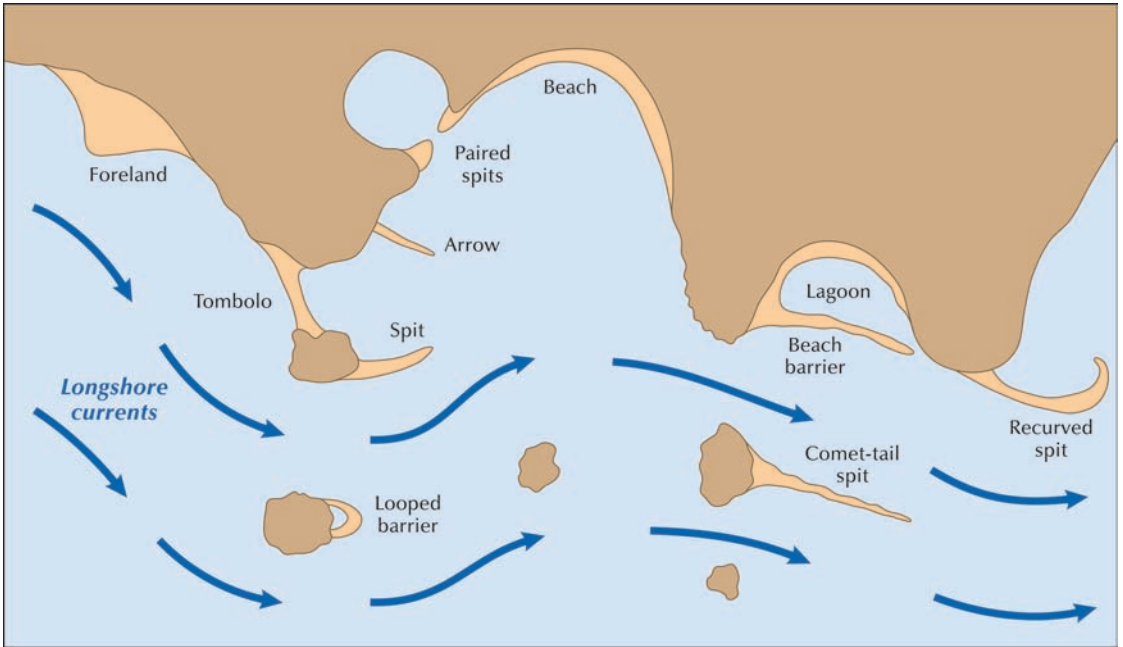 Beach
Foreland
Paired
spits
Arrow
Tombolo
Spit
Lagoon
Beach
barrier
Longshore
currents
Recurved
spit
Comet-tail
spit
Looped
barrier